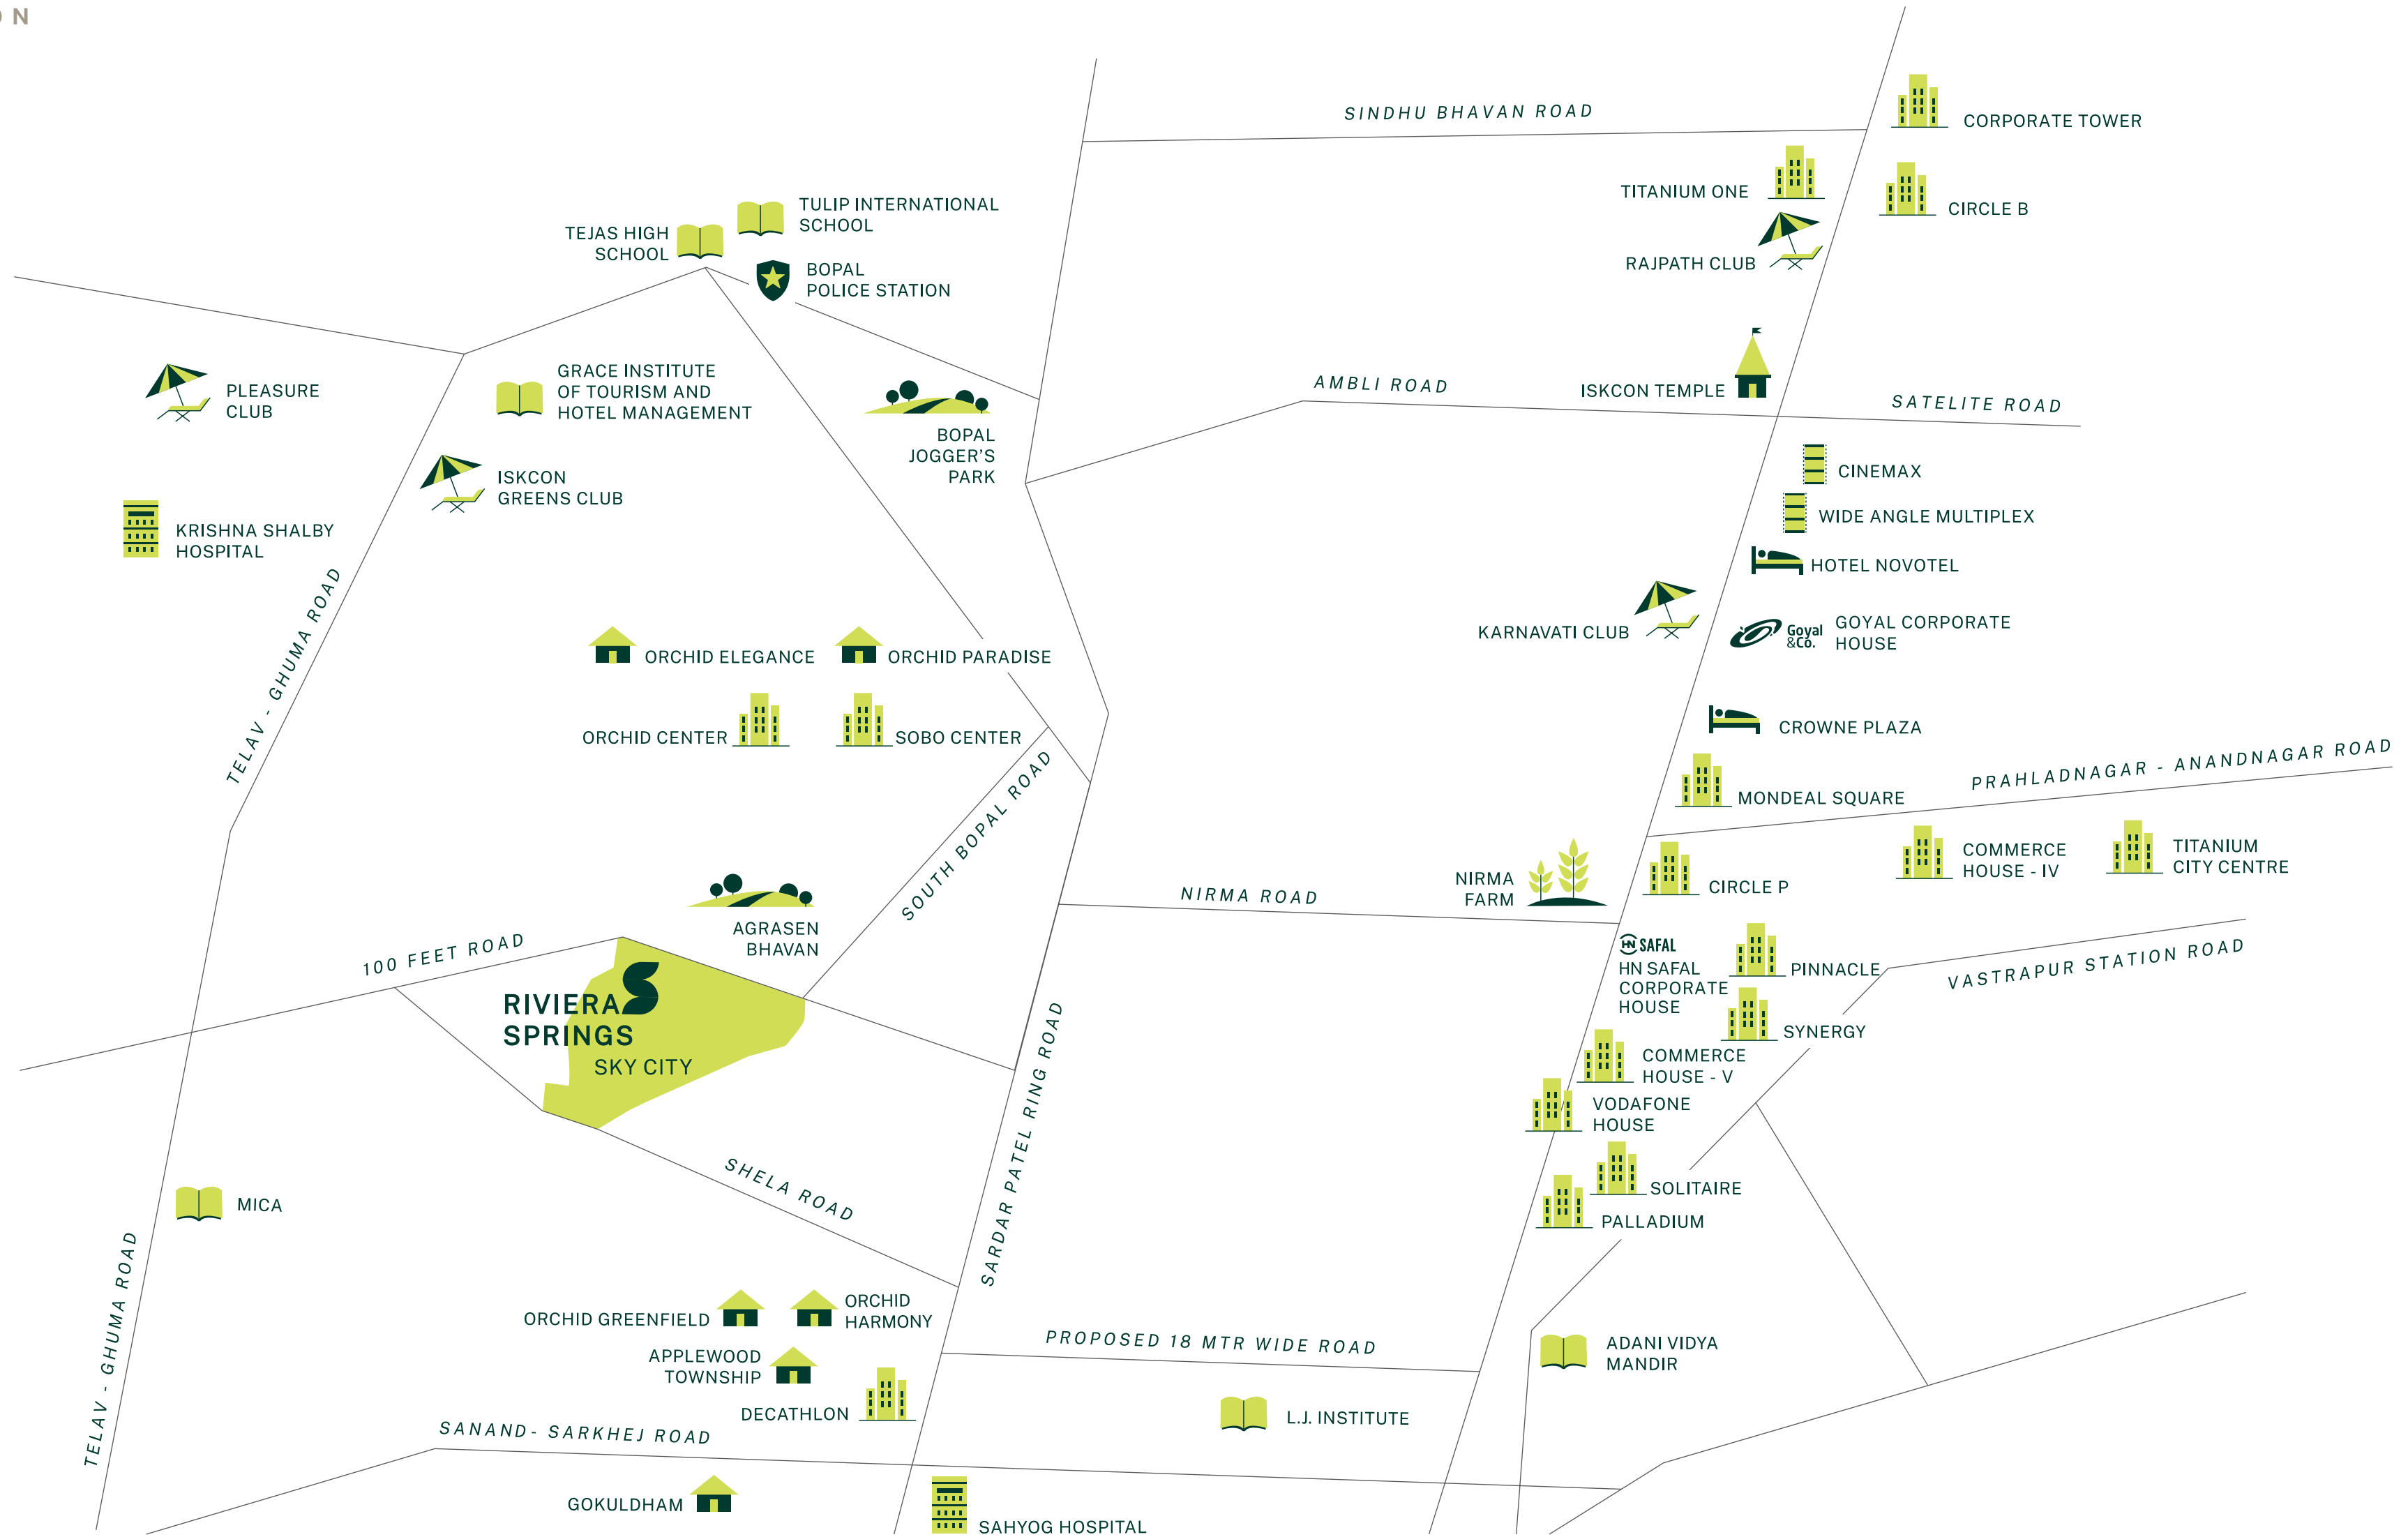 ON
SINDHU BHAVAN ROAD
CORPORATE TOWER
TITANIUM ONE
CIRCLE B
RAJPATH CLUB
TULIP INTERNATIONAL
SCHOOL
TEJAS HIGH
SCHOOL
BOPAL
POLICE STATION
PLEASURE
CLUB
GRACE INSTITUTE
OF TOURISM AND
HOTEL MANAGEMENT
BOPAL
JOGGER'S
PARK
AMBLI ROAD
ISKCON TEMPLE
SATELITE ROAD
ISKCON
GREENS CLUB
KRISHNA SHALBY
HOSPITAL
CINEMAX
WIDE ANGLE MULTIPLEX
HOTEL NOVOTEL
KARNAVATI CLUB
Goyal
&Co.
GOYAL CORPORATE
HOUSE
TELAV - GHUMA ROAD
ORCHID ELEGANCE
ORCHID PARADISE
ORCHID CENTER
SOBO CENTER
CROWNE PLAZA
MONDEAL SQUARE
PRAHLADNAGAR - ANANDNAGAR ROAD
SOUTH BOPAL ROAD
NIRMA ROAD
NIRMA
FARM
CIRCLE P
COMMERCE
HOUSE - IV
TITANIUM
CITY CENTRE
AGRASEN
BHAVAN
100 FEET ROAD
HN SAFAL
HN SAFAL
CORPORATE
HOUSE
PINNACLE
VASTRAPUR STATION ROAD
RIVIERA
SPRINGS
SKY CITY
SYNERGY
COMMERCE
HOUSE - V
VODAFONE
HOUSE
SARDAR PATEL RING ROAD
SHELA ROAD
SOLITAIRE
PALLADIUM
MICA
TELAV - GHUMA ROAD
ORCHID GREENFIELD
ORCHID
HARMONY
PROPOSED 18 MTR WIDE ROAD
ADANI VIDYA
MANDIR
APPLEWOOD
TOWNSHIP
DECATHLON
L.J. INSTITUTE
SANAND- SARKHEJ ROAD
GOKULDHAM
SAHYOG HOSPITAL